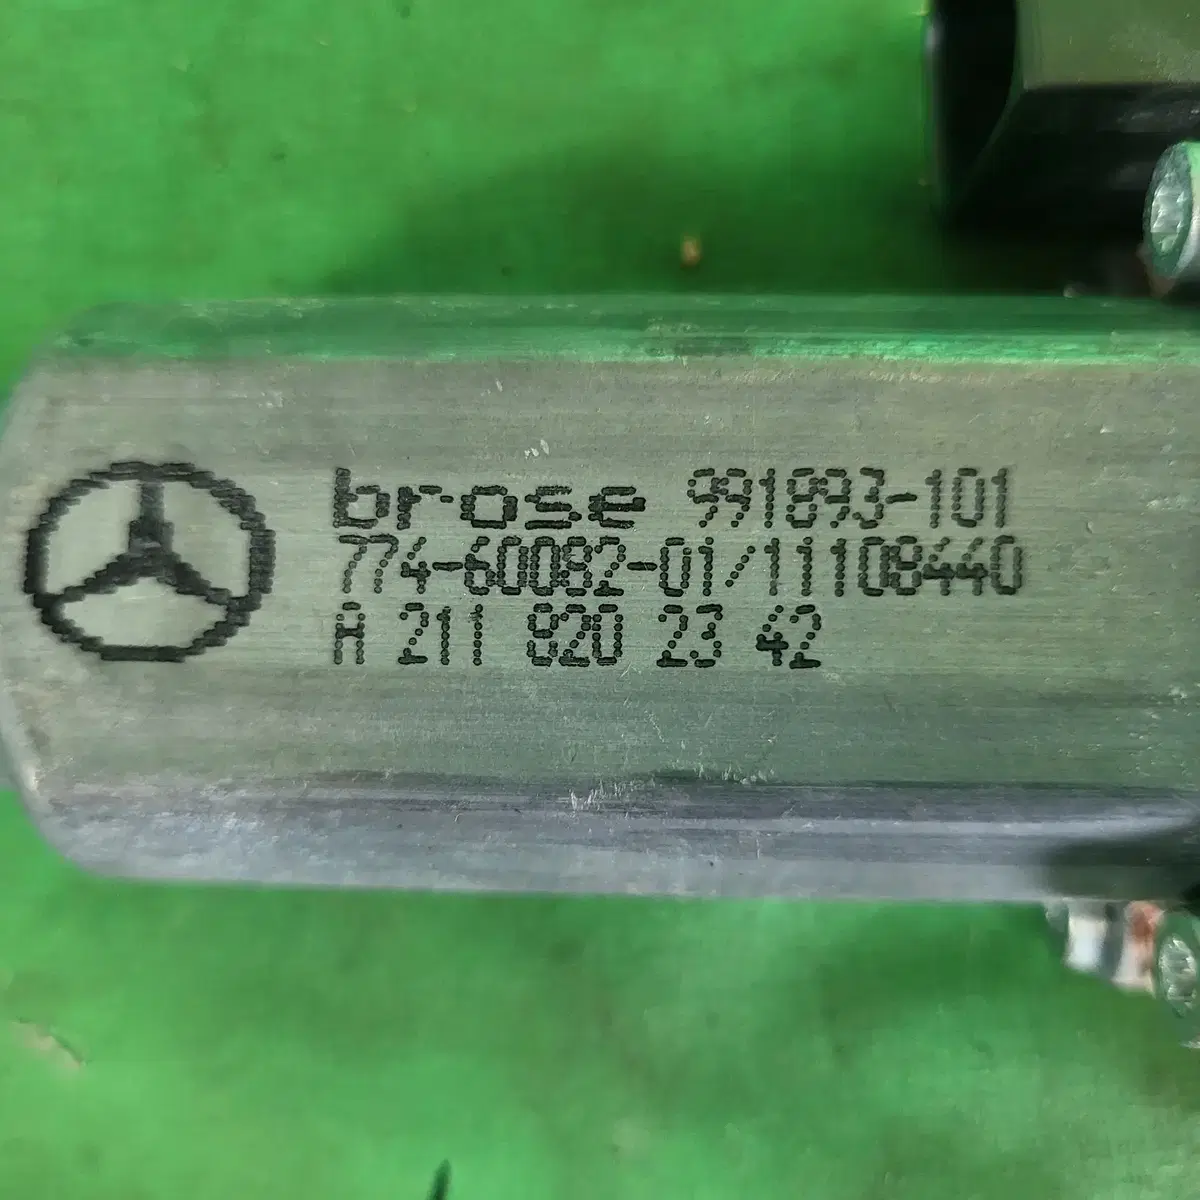 brose 991893-101
774-60082-01/11108440
A 211 820 23 42